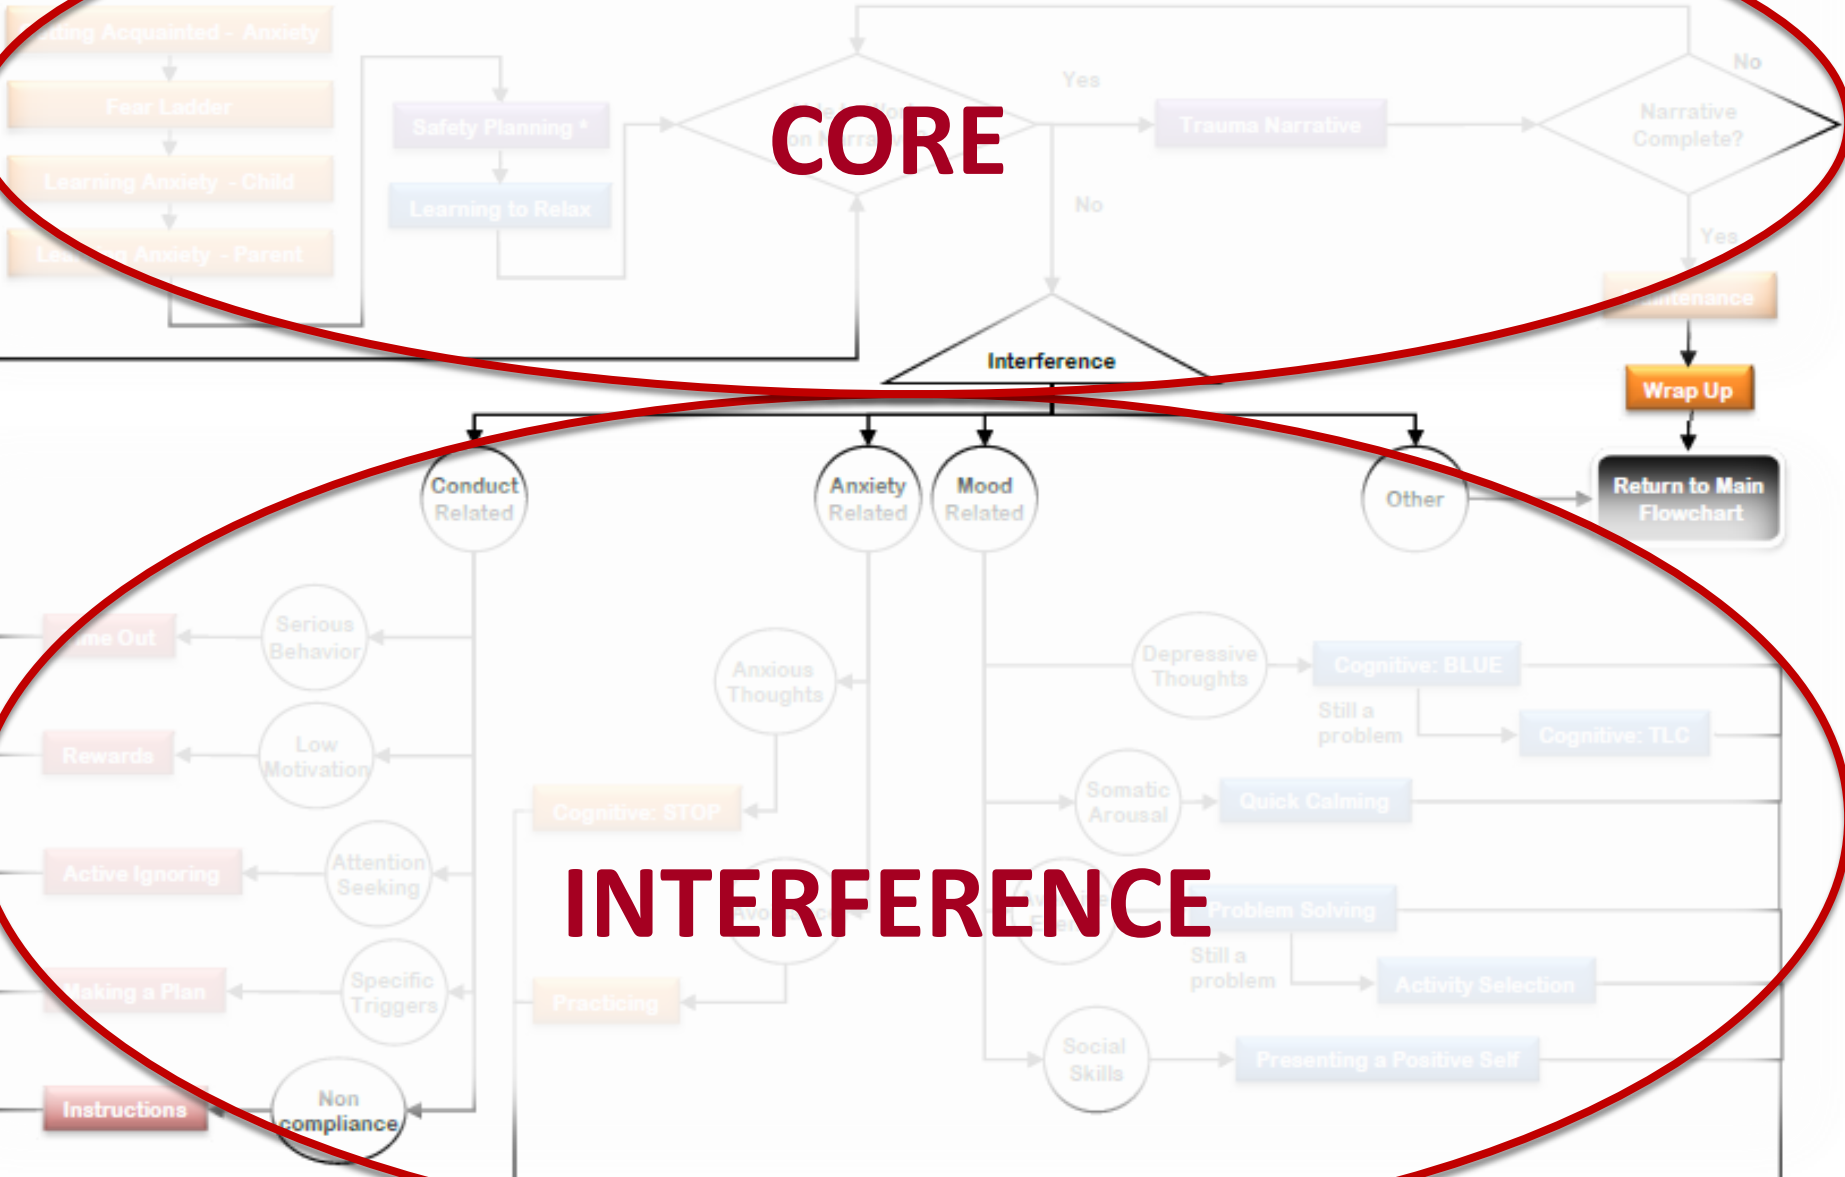 Getting Acquainted - Anxiety
Fear Ladder
Learning Anxiety - Child
Learning Anxiety - Parent
Safety Planning *
Learning to Relax
CORE
Yes
No
Trauma Narrative
Narrative
Complete?
No
Yes
Maintenance
Wrap Up
Return to Main
Flowchart
Interference
Conduct
Related
Anxiety
Related
Mood
Related
Other
Serious
Behavior
Time Out
Low
Motivation
Rewards
Attention
Seeking
Active Ignoring
Specific
Triggers
Making a Plan
Non
compliance
Instructions
Anxious
Thoughts
Cognitive: STOP
Practicing
INTERFERENCE
Depressive
Thoughts
Cognitive: BLUE
Still a
problem
Cognitive: TLC
Somatic
Arousal
Quick Calming
Problem Solving
Still a
problem
Activity Selection
Social
Skills
Presenting a Positive Self